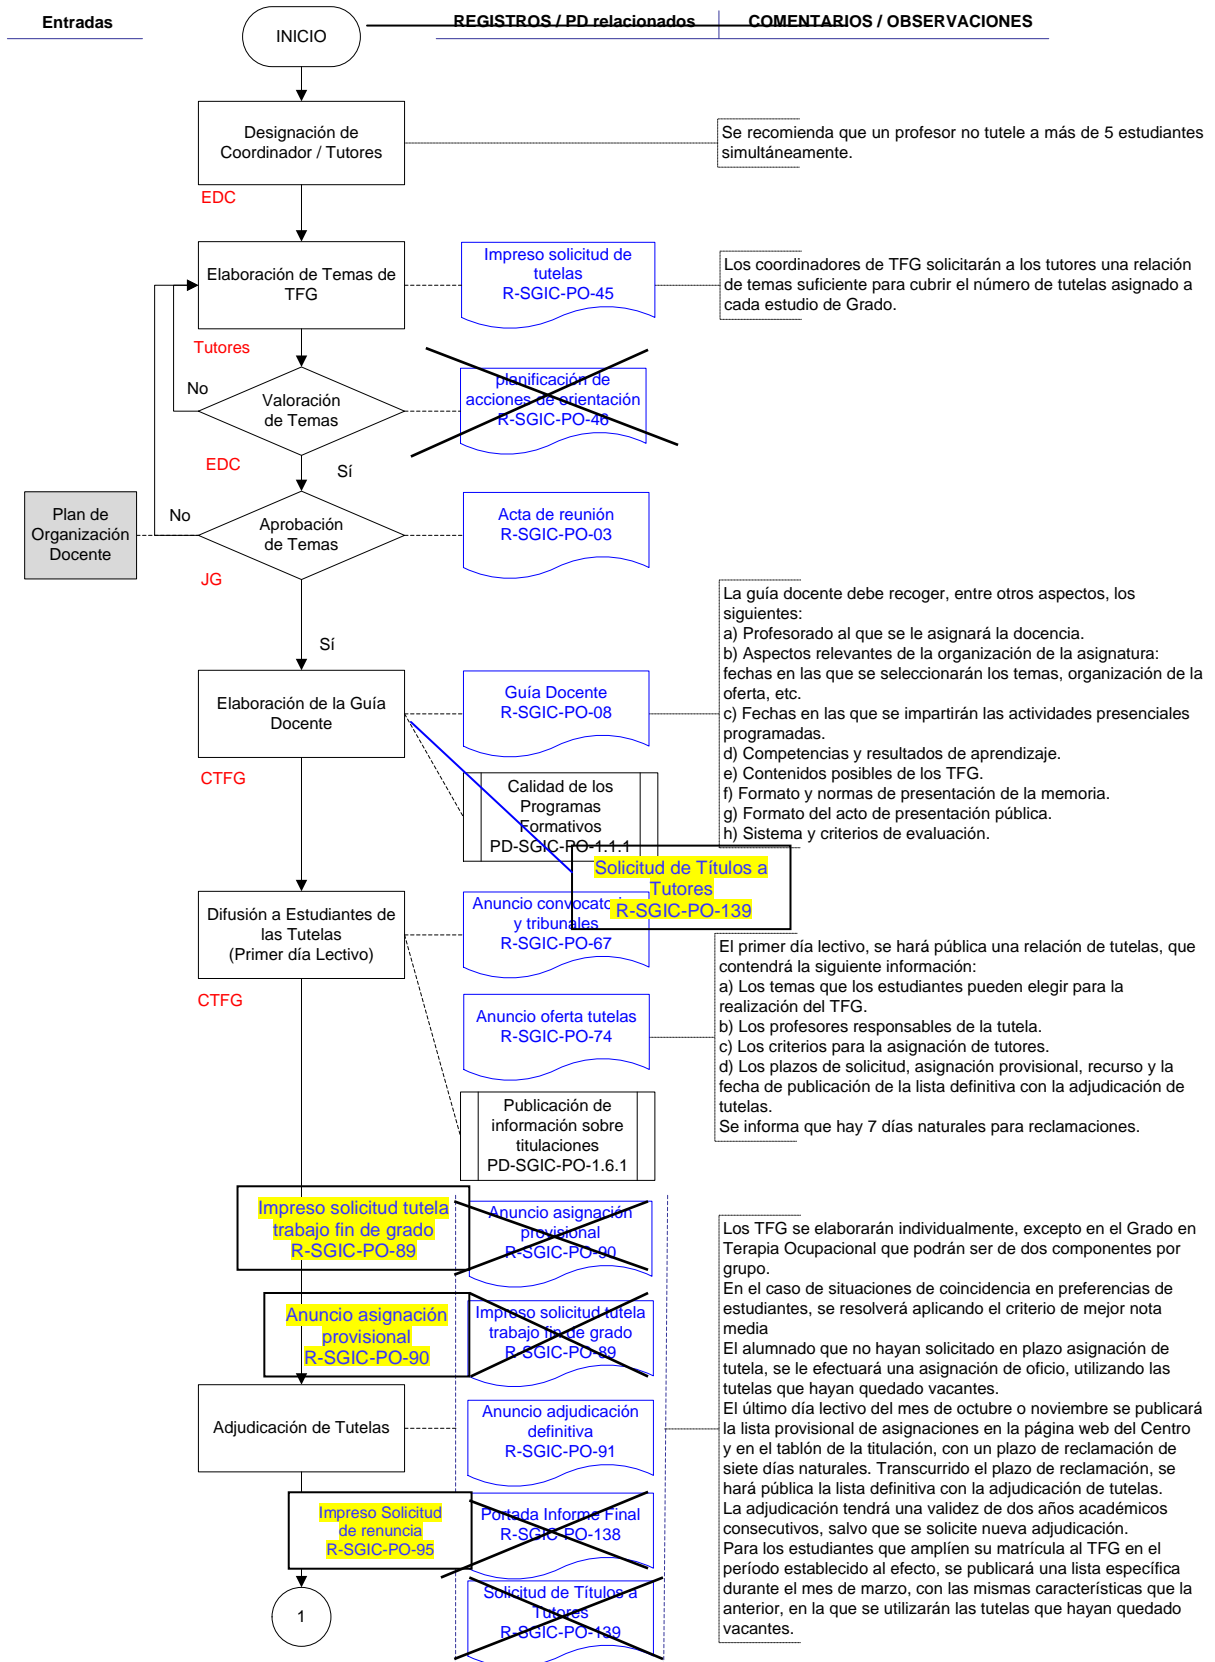 Entradas
INICIO
REGISTROS / PD relacionados
COMENTARIOS / OBSERVACIONES
Designación de
Coordinador / Tutores
EDC
Se recomienda que un profesor no tutele a más de 5 estudiantes
simultáneamente.
Elaboración de Temas de
TFG
Tutores
Impreso solicitud de
tutelas
R-SGIC-PO-45
Los coordinadores de TFG solicitarán a los tutores una relación
de temas suficiente para cubrir el número de tutelas asignado a
cada estudio de Grado.
No
Valoración
de Temas
EDC
Sí
planificación de
acciones de orientación
R-SGIC-PO-46
Plan de
Organización
Docente
No
Aprobación
de Temas
JG
Sí
Acta de reunión
R-SGIC-PO-03
Elaboración de la Guía
Docente
CTFG
Guía Docente
R-SGIC-PO-08
Calidad de los
Programas
Formativos
PD-SGIC-PO-1.1.1
La guía docente debe recoger, entre otros aspectos, los
siguientes:
a) Profesorado al que se le asignará la docencia.
b) Aspectos relevantes de la organización de la asignatura:
fechas en las que se seleccionarán los temas, organización de la
oferta, etc.
c) Fechas en las que se impartirán las actividades presenciales
programadas.
d) Competencias y resultados de aprendizaje.
e) Contenidos posibles de los TFG.
f) Formato y normas de presentación de la memoria.
g) Formato del acto de presentación pública.
h) Sistema y criterios de evaluación.
Solicitud de Títulos a
Tutores
R-SGIC-PO-139
Difusión a Estudiantes de
las Tutelas
(Primer día Lectivo)
CTFG
Anuncio
y tribunales
R-SGIC-PO-67
Anuncio oferta tutelas
R-SGIC-PO-74
Publicación de
información sobre
titulaciones
PD-SGIC-PO-1.6.1
El primer día lectivo, se hará pública una relación de tutelas, que
contendrá la siguiente información:
a) Los temas que los estudiantes pueden elegir para la
realización del TFG.
b) Los profesores responsables de la tutela.
c) Los criterios para la asignación de tutores.
d) Los plazos de solicitud, asignación provisional, recurso y la
fecha de publicación de la lista definitiva con la adjudicación de
tutelas.
Se informa que hay 7 días naturales para reclamaciones.
Impreso solicitud tutela
trabajo fin de grado
R-SGIC-PO-89
Anuncio asignación
provisional
R-SGIC-PO-90
Anuncio asignación
provisional
R-SGIC-PO-90
Impreso solicitud tutela
trabajo fin de grado
R-SGIC-PO-89
Adjudicación de Tutelas
Anuncio adjudicación
definitiva
R-SGIC-PO-91
Impreso Solicitud
de renuncia
R-SGIC-PO-95
Portada Informe Final
R-SGIC-PO-138
1
Solicitud de Títulos a
Tutores
R-SGIC-PO-139
Los TFG se elaborarán individualmente, excepto en el Grado en
Terapia Ocupacional que podrán ser de dos componentes por
grupo.
En el caso de situaciones de coincidencia en preferencias de
estudiantes, se resolverá aplicando el criterio de mejor nota
media
El alumnado que no hayan solicitado en plazo asignación de
tutela, se le efectuará una asignación de oficio, utilizando las
tutelas que hayan quedado vacantes.
El último día lectivo del mes de octubre o noviembre se publicará
la lista provisional de asignaciones en la página web del Centro
y en el tablón de la titulación, con un plazo de reclamación de
siete días naturales. Transcurrido el plazo de reclamación, se
hará pública la lista definitiva con la adjudicación de tutelas.
La adjudicación tendrá una validez de dos años académicos
consecutivos, salvo que se solicite nueva adjudicación.
Para los estudiantes que amplíen su matrícula al TFG en el
período establecido al efecto, se publicará una lista específica
durante el mes de marzo, con las mismas características que la
anterior, en la que se utilizarán las tutelas que hayan quedado
vacantes.